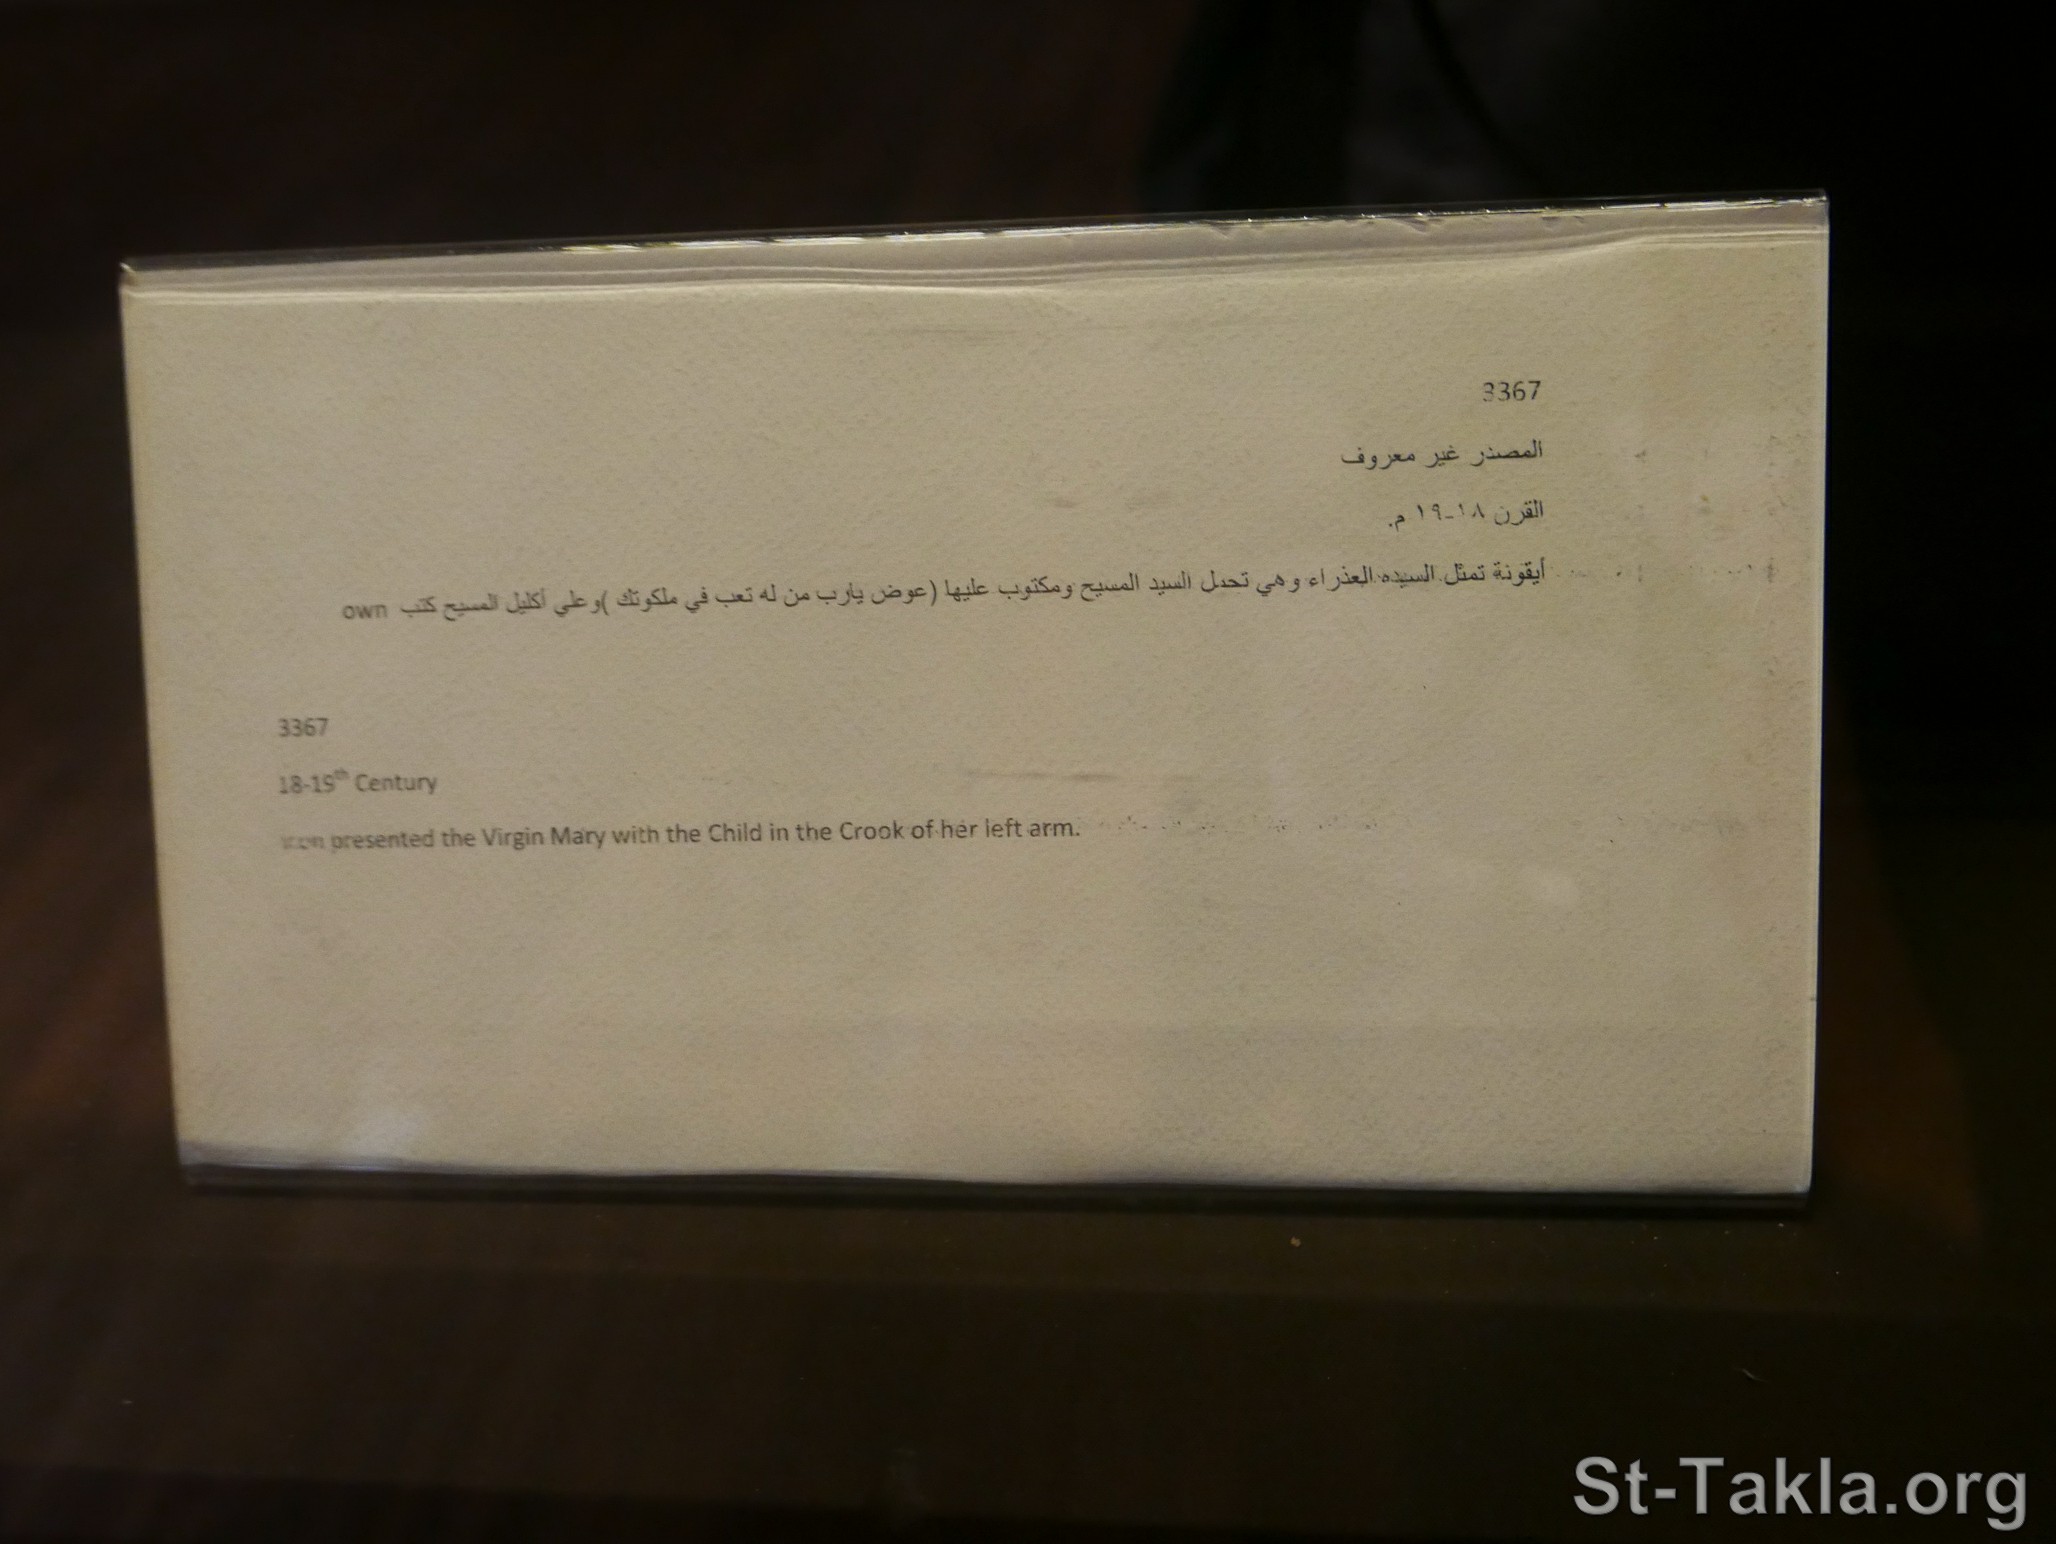 3367
المصدر غير معروف
القرن ١٨-١٩ م.
أيقونة تمثل السيده العذراء وهي تحمل السيد المسيح ومكتوب عليها (عوض يارب من له تعب في ملكوتك )وعلي أكليل المسيح كتب own
3367
18-19th Century
Icon presented the Virgin Mary with the Child in the Crook of her left arm.
St-Takla.org